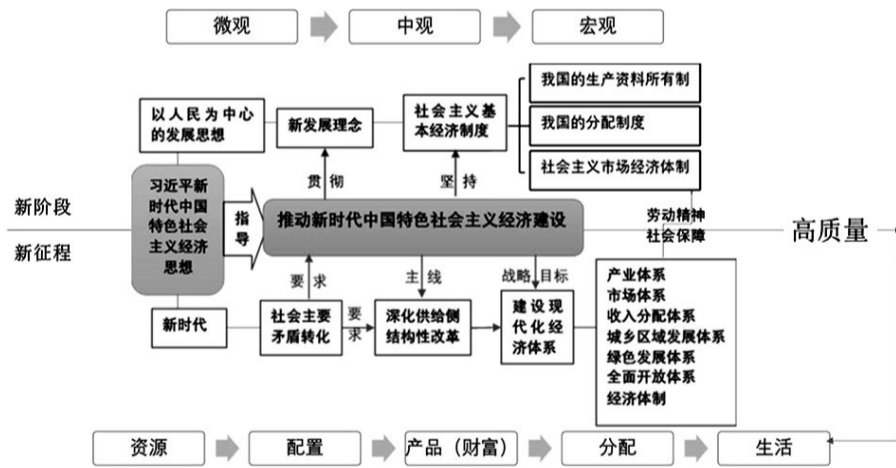 微观
中观
宏观
以人民为中心
的发展思想
新发展理念
社会主义基
本经济制度
我国的生产资料所有制
我国的分配制度
社会主义市场经济体制
贯彻
坚持
新阶段
新征程
习近平新
时代中国
特色社会
主义经济
思想
指
导
推动新时代中国特色社会主义经济建设
劳动精神
社会保障
高质量
要求
主线
战略目标
新时代
社会主要
矛盾转化
要
求
深化供给侧
结构性改革
建设现
代化经
济体系
产业体系
市场体系
收入分配体系
城乡区域发展体系
绿色发展体系
全面开放体系
经济体制
资源
配置
产品（财富）
分配
生活